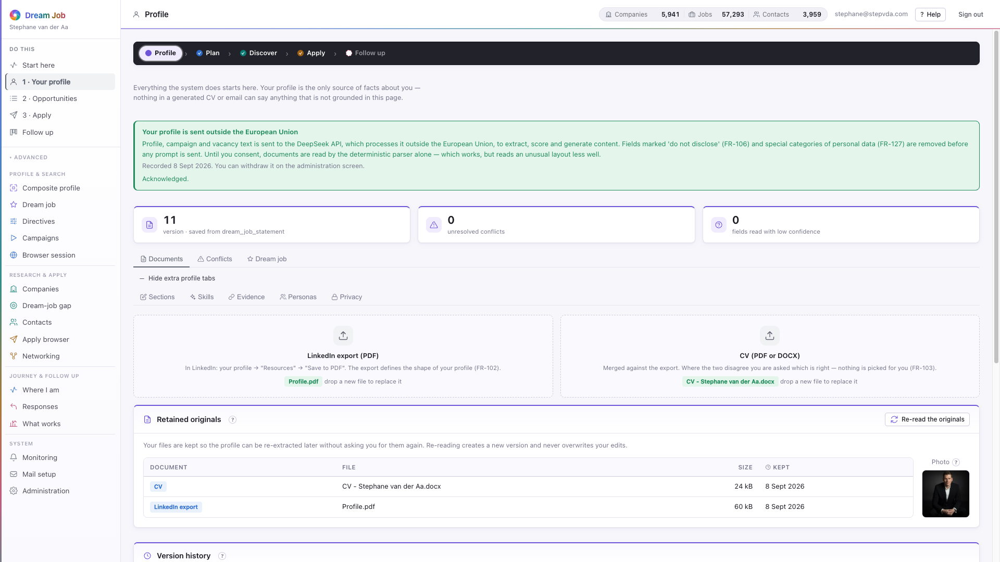 Dream Job
Stephane van der Aa
DO THIS
Start here
1 · Your profile
2 · Opportunities
3 · Apply
Follow up
ADVANCED
PROFILE & SEARCH
Composite profile
Dream job
Directives
Campaigns
Browser session
RESEARCH & APPLY
Companies
Dream-job gap
Contacts
Apply browser
Networking
JOURNEY & FOLLOW UP
Where I am
Responses
What works
SYSTEM
Monitoring
Mail setup
Administration
Profile
Companies 5,941 Jobs 57,293 Contacts 3,959
stephane@stepvda.com
? Help
Sign out
Profile › Plan › Discover › Apply › Follow up
Everything the system does starts here. Your profile is the only source of facts about you —
nothing in a generated CV or email can say anything that is not grounded in this page.
Your profile is sent outside the European Union
Profile, campaign and vacancy text is sent to the DeepSeek API, which processes it outside the European Union, to extract, score and generate content. Fields marked 'do not disclose' (FR-106) and special categories of personal data (FR-127) are removed before
any prompt is sent. Until you consent, documents are read by the deterministic parser alone — which works, but reads an unusual layout less well.
Recorded 8 Sept 2026. You can withdraw it on the administration screen.
Acknowledged.
11
version · saved from dream_job_statement
0
unresolved conflicts
0
fields read with low confidence
Documents Conflicts Dream job
— Hide extra profile tabs
Sections Skills Evidence Personas Privacy
LinkedIn export (PDF)
In LinkedIn: your profile → "Resources" → "Save to PDF". The export defines the shape of your profile (FR-102).
Profile.pdf drop a new file to replace it
CV (PDF or DOCX)
Merged against the export. Where the two disagree you are asked which is right — nothing is picked for you (FR-103).
CV - Stephane van der Aa.docx drop a new file to replace it
Retained originals ?
Re-read the originals
Your files are kept so the profile can be re-extracted later without asking you for them again. Re-reading creates a new version and never overwrites your edits.
DOCUMENT FILE SIZE KEPT
CV CV - Stephane van der Aa.docx 24 kB 8 Sept 2026
LinkedIn export Profile.pdf 60 kB 8 Sept 2026
Photo ?
Version history ?